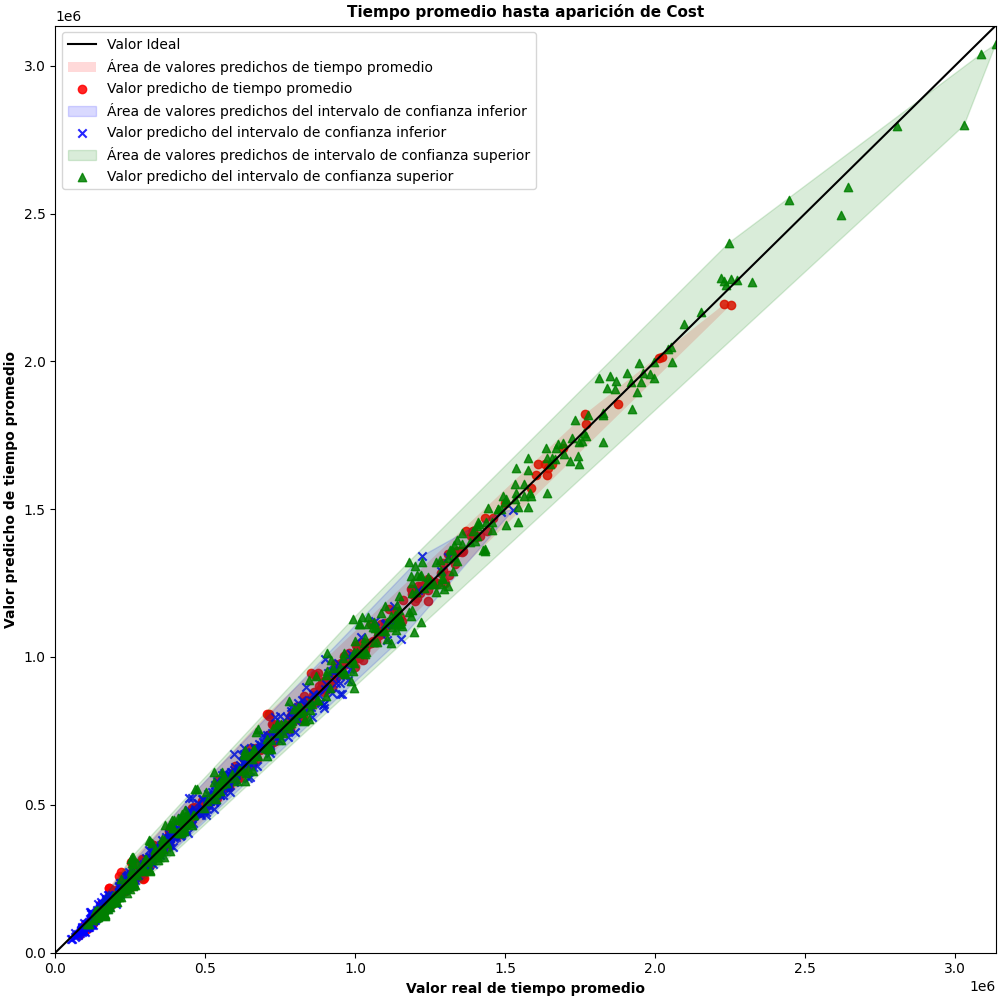 Tiempo promedio hasta aparición de Cost
1e6
Valor Ideal
Área de valores predichos de tiempo promedio
Valor predicho de tiempo promedio
Área de valores predichos del intervalo de confianza inferior
Valor predicho del intervalo de confianza inferior
Área de valores predichos de intervalo de confianza superior
Valor predicho del intervalo de confianza superior
3.0
2.5
2.0
1.5
1.0
0.5
0.0
Valor predicho de tiempo promedio
0.0 0.5 1.0 1.5 2.0 2.5 3.0
1e6
Valor real de tiempo promedio